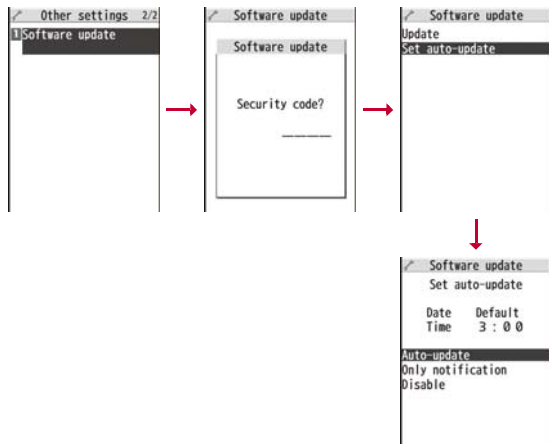 Other settings 2/2
1 Software update
Software update
Software update
Security code?
Software update
Update
Set auto-update
Software update
Set auto-update
Date Default
Time 3:00
Auto-update
Only notification
Disable